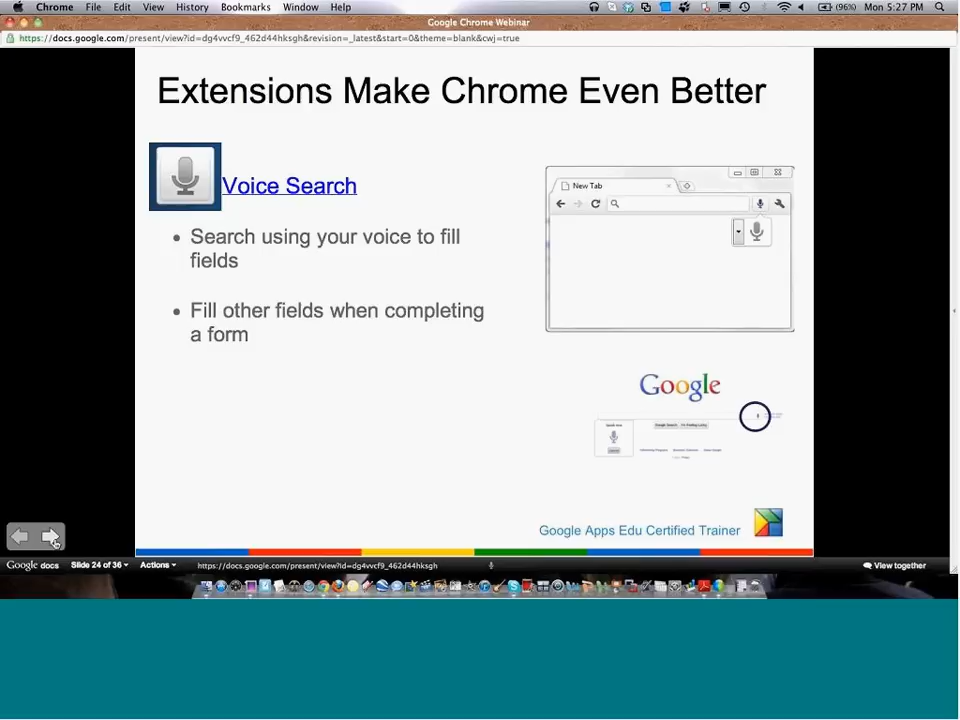 Chrome File Edit View History Bookmarks Window Help (96%) Mon 5:27 PM
Google Chrome Webinar
https://docs.google.com/present/view?id=dg4vvcf9_462d44hksgh&revision=_latest&start=0&theme=blank&cwj=true
Extensions Make Chrome Even Better
Voice Search
• Search using your voice to fill
fields
• Fill other fields when completing
a form
New Tab
Google
Google Search I'm Feeling Lucky
Google Apps Edu Certified Trainer
Google docs Slide 24 of 36 Actions https://docs.google.com/present/view?id=dg4vvcf9_462d44hksgh View together